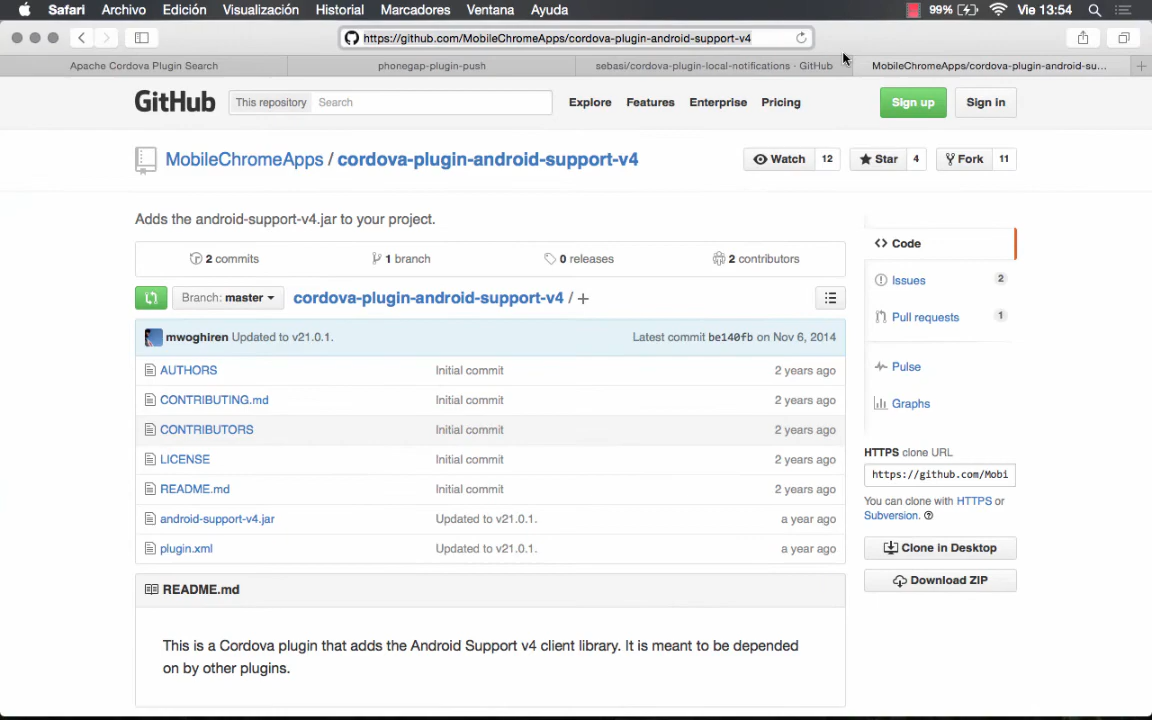 Safari Archivo Edición Visualización Historial Marcadores Ventana Ayuda 99% Vie 13:54
https://github.com/MobileChromeApps/cordova-plugin-android-support-v4
Apache Cordova Plugin Search phonegap-plugin-push sebasi/cordova-plugin-local-notifications · GitHub MobileChromeApps/cordova-plugin-android-su... +
GitHub This repository Search Explore Features Enterprise Pricing Sign up Sign in
MobileChromeApps / cordova-plugin-android-support-v4 Watch 12 Star 4 Fork 11
Adds the android-support-v4.jar to your project.
2 commits 1 branch 0 releases 2 contributors
Branch: master cordova-plugin-android-support-v4 / +
mwoghiren Updated to v21.0.1. Latest commit be140fb on Nov 6, 2014
AUTHORS Initial commit 2 years ago
CONTRIBUTING.md Initial commit 2 years ago
CONTRIBUTORS Initial commit 2 years ago
LICENSE Initial commit 2 years ago
README.md Initial commit 2 years ago
android-support-v4.jar Updated to v21.0.1. a year ago
plugin.xml Updated to v21.0.1. a year ago
README.md
This is a Cordova plugin that adds the Android Support v4 client library. It is meant to be depended
on by other plugins.
Code
Issues 2
Pull requests 1
Pulse
Graphs
HTTPS clone URL
https://github.com/Mobi
You can clone with HTTPS or
Subversion.
Clone in Desktop
Download ZIP